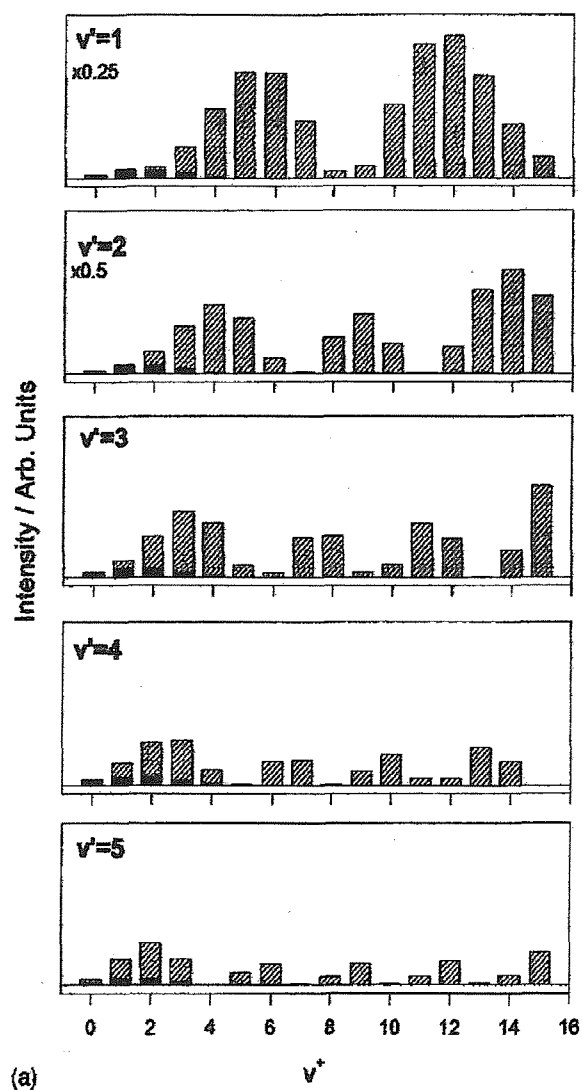 v'=1
x0.25
v'=2
x0.5
v'=3
v'=4
v'=5
Intensity / Arb. Units
0 2 4 6 8 10 12 14 16
v+
(a)